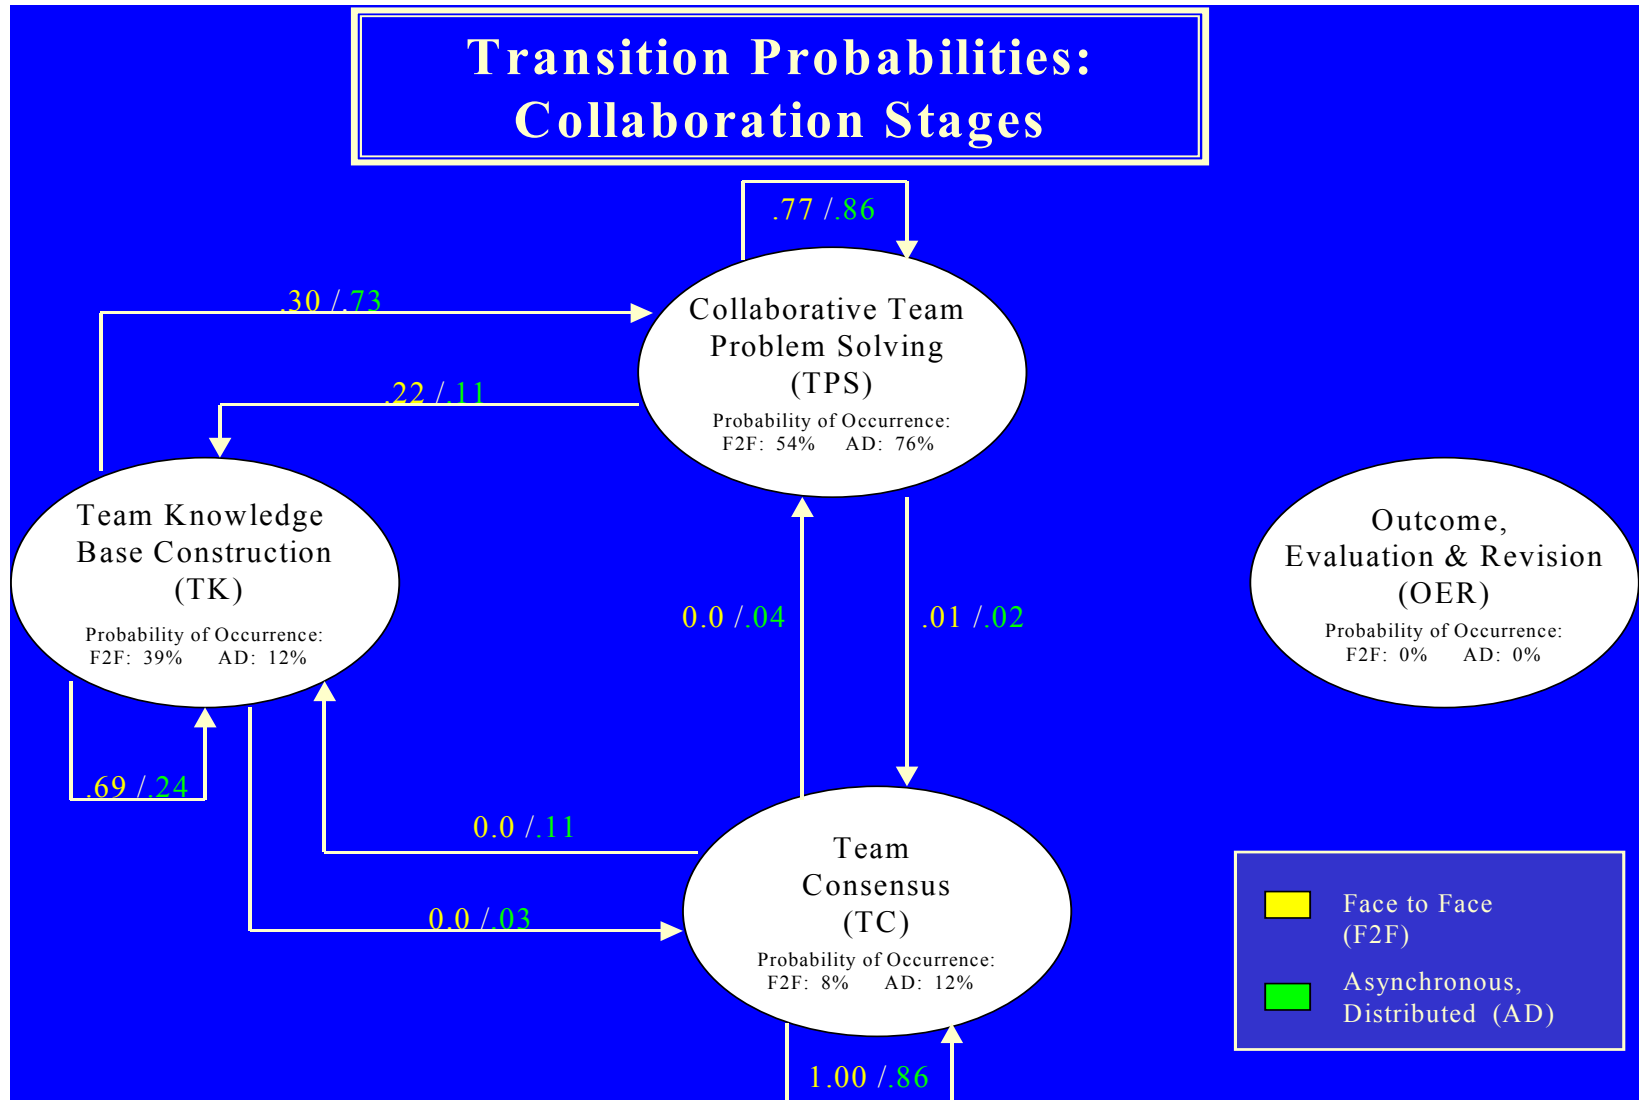 Transition Probabilities:
Collaboration Stages
.77 /.86
.30 /.73
Collaborative Team
Problem Solving
(TPS)
Probability of Occurrence:
F2F: 54% AD: 76%
.22 /.11
Team Knowledge
Base Construction
(TK)
Probability of Occurrence:
F2F: 39% AD: 12%
Outcome,
Evaluation & Revision
(OER)
Probability of Occurrence:
F2F: 0% AD: 0%
0.0 /.04
.01 /.02
.69 /.24
0.0 /.11
0.0 /.03
Team
Consensus
(TC)
Probability of Occurrence:
F2F: 8% AD: 12%
1.00 /.86
Face to Face
(F2F)
Asynchronous,
Distributed (AD)